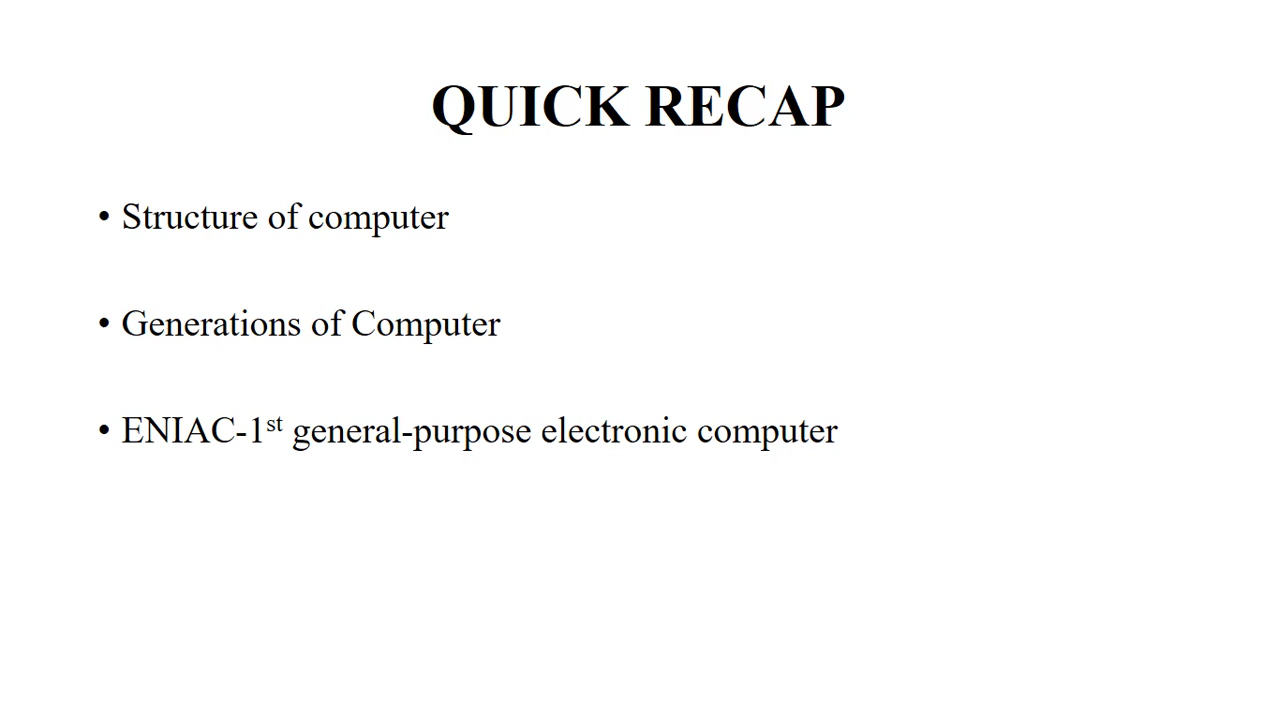 QUICK RECAP
• Structure of computer
• Generations of Computer
• ENIAC-1st general-purpose electronic computer